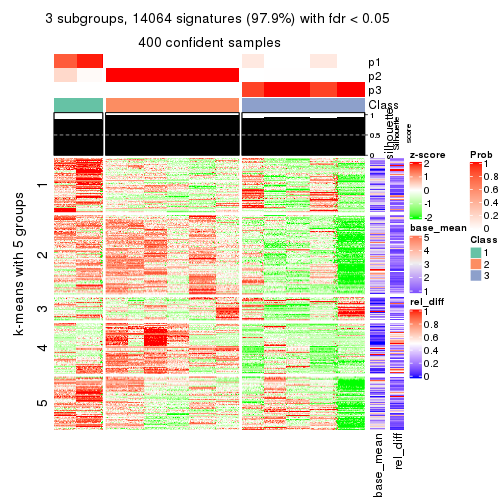 3 subgroups, 14064 signatures (97.9%) with fdr < 0.05
400 confident samples
p1
p2
p3
Class
1
0.5
0
silhouette
Silhouette
score
k-means with 5 groups
1
2
3
4
5
base_mean
rel_diff
z-score
2
1
0
-1
-2
base_mean
5
4
3
2
1
rel_diff
1
0.8
0.6
0.4
0.2
0
Prob
1
0.8
0.6
0.4
0.2
0
Class
1
2
3